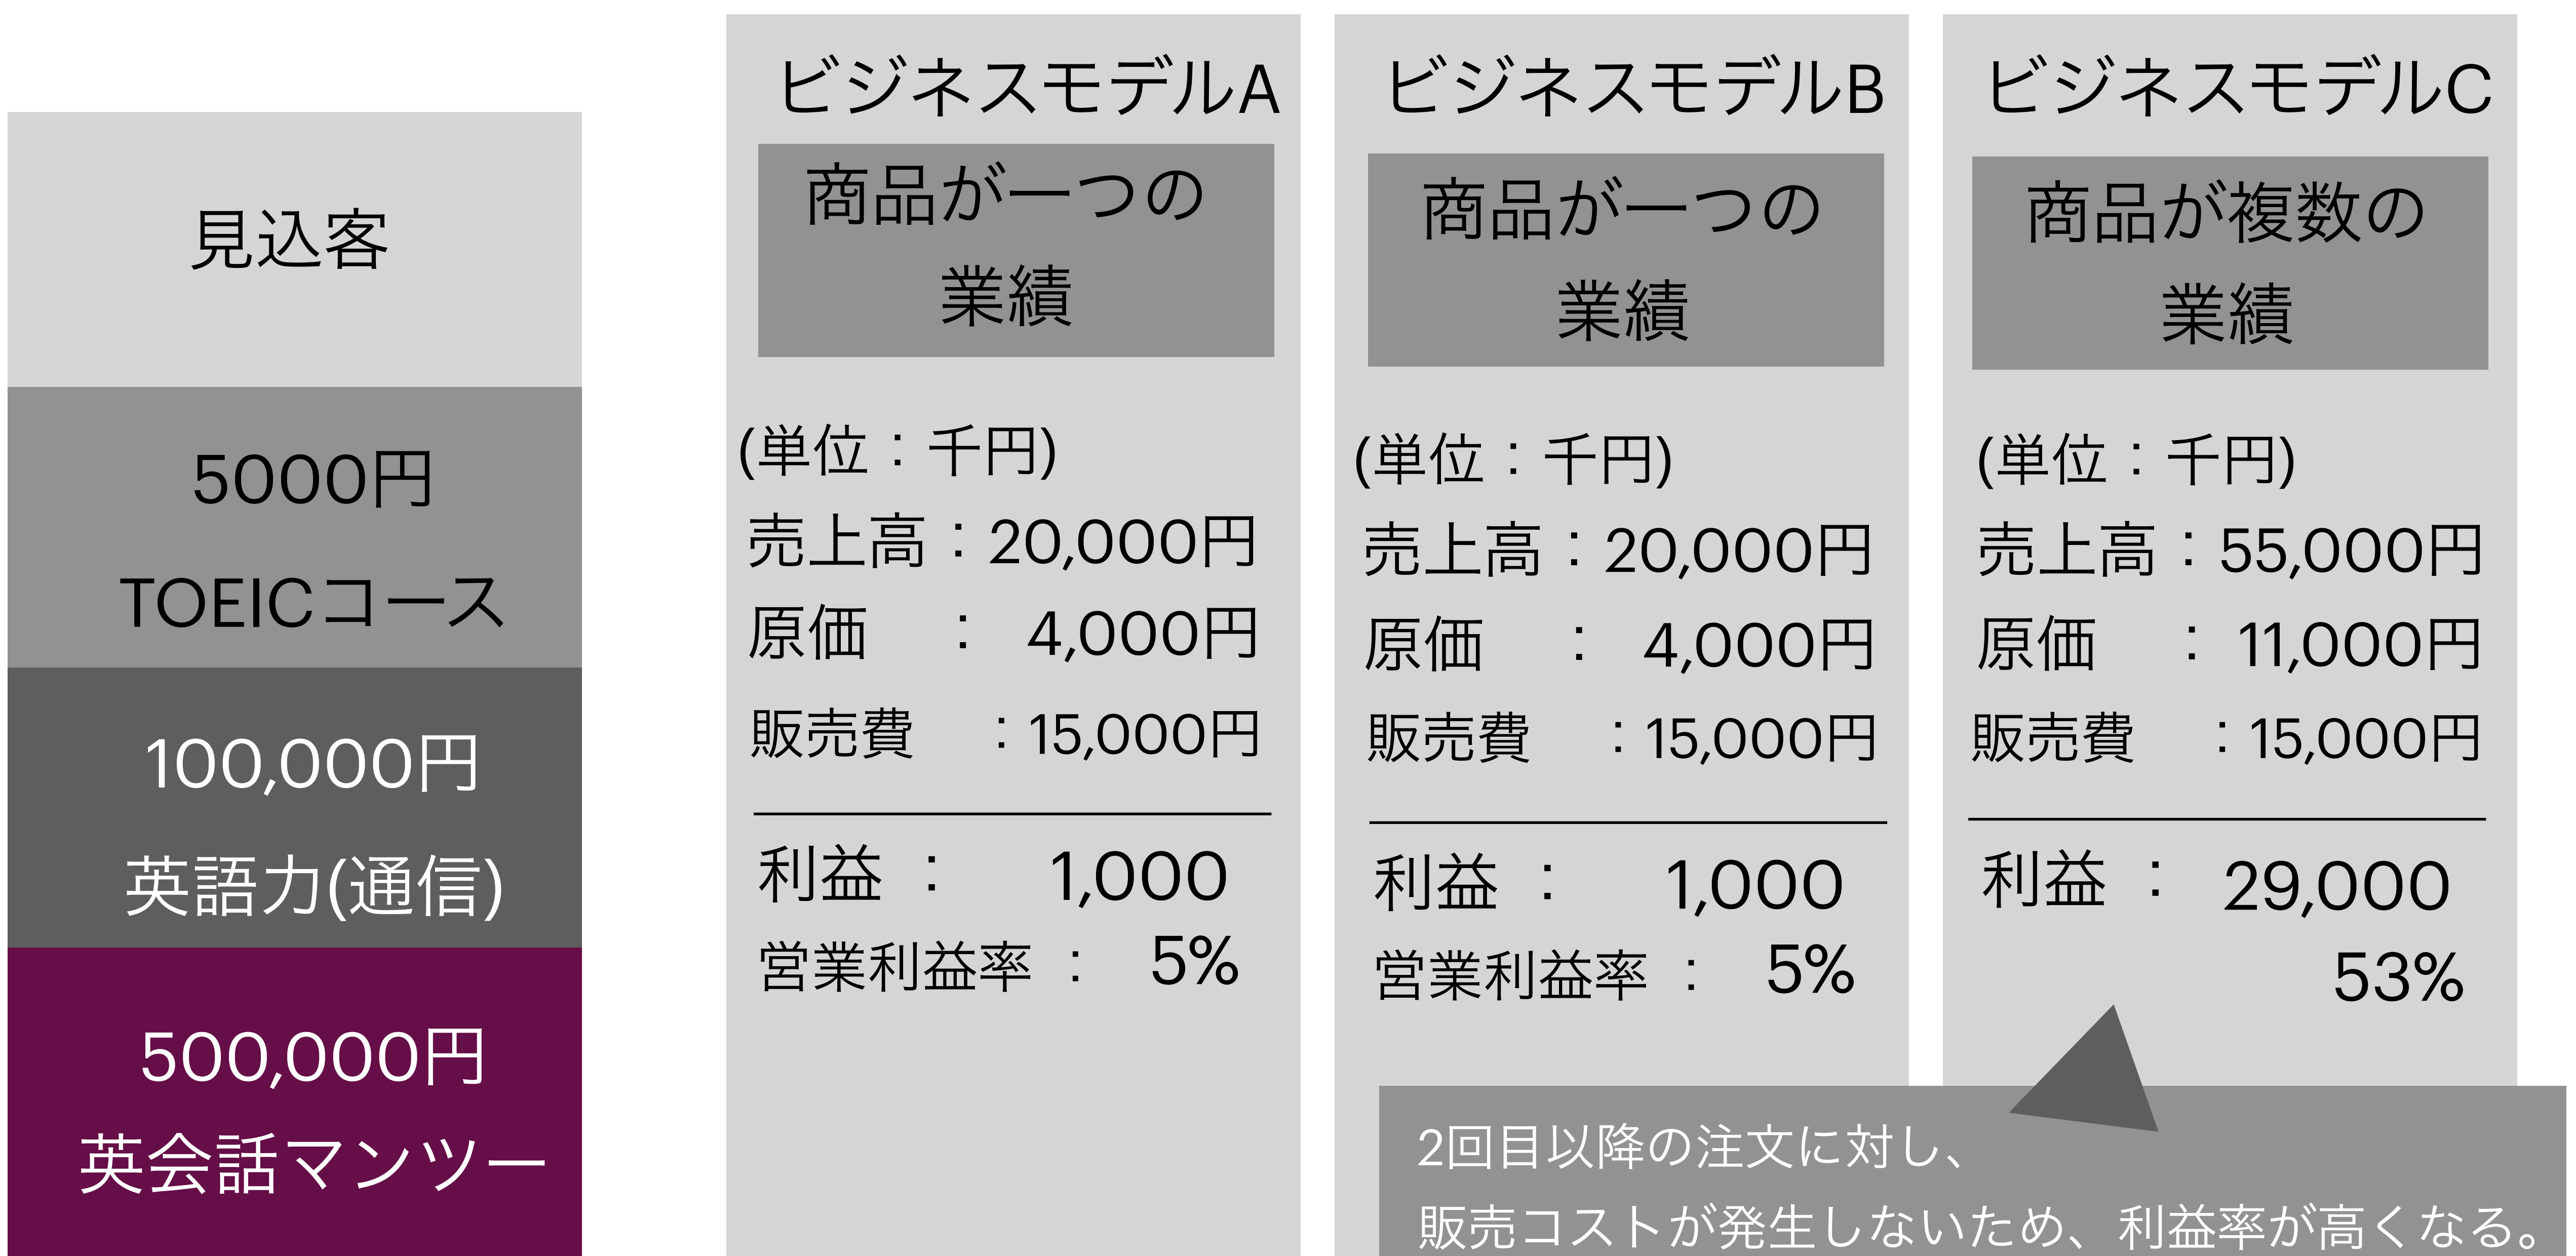 見込客
5000円
TOEICコース
100,000円
英語力(通信)
500,000円
英会話マンツー
ビジネスモデルA
商品が一つの
業績
(単位：千円)
売上高：20,000円
原価　： 4,000円
販売費　：15,000円
利益 ： 1,000
営業利益率 ： 5%
ビジネスモデルB
商品が一つの
業績
(単位：千円)
売上高：20,000円
原価　： 4,000円
販売費　：15,000円
利益 ： 1,000
営業利益率 ： 5%
ビジネスモデルC
商品が複数の
業績
(単位：千円)
売上高：55,000円
原価　： 11,000円
販売費　：15,000円
利益 ： 29,000
53%
2回目以降の注文に対し、
販売コストが発生しないため、利益率が高くなる。